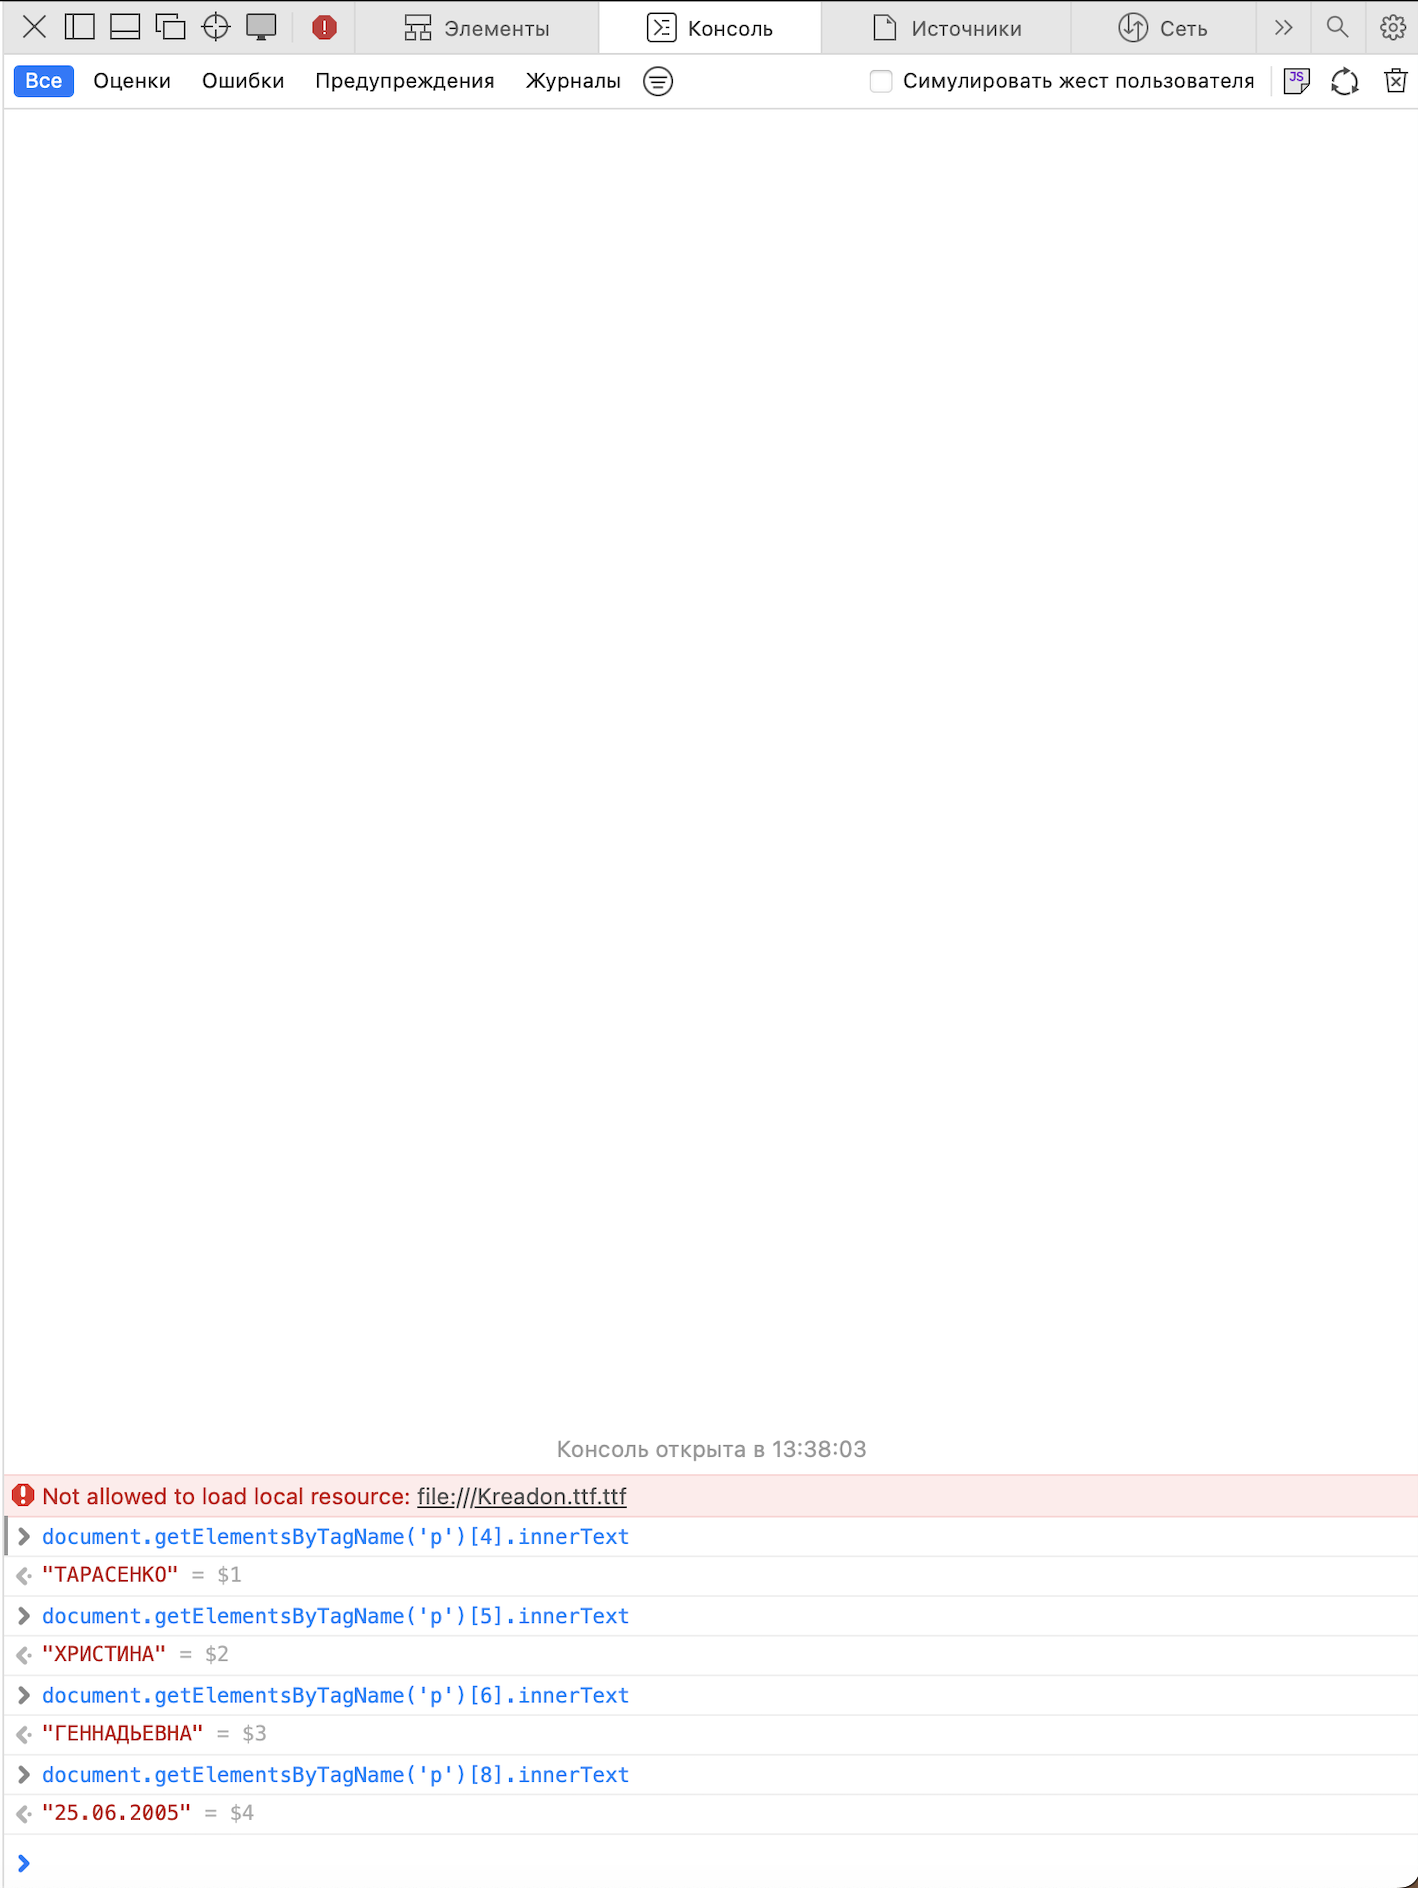 Элементы Консоль Источники Сеть
Все Оценки Ошибки Предупреждения Журналы Симулировать жест пользователя JS
Консоль открыта в 13:38:03
Not allowed to load local resource: file:///Kreadon.ttf.ttf
document.getElementsByTagName('p')[4].innerText
"ТАРАСЕНКО" = $1
document.getElementsByTagName('p')[5].innerText
"ХРИСТИНА" = $2
document.getElementsByTagName('p')[6].innerText
"ГЕННАДЬЕВНА" = $3
document.getElementsByTagName('p')[8].innerText
"25.06.2005" = $4